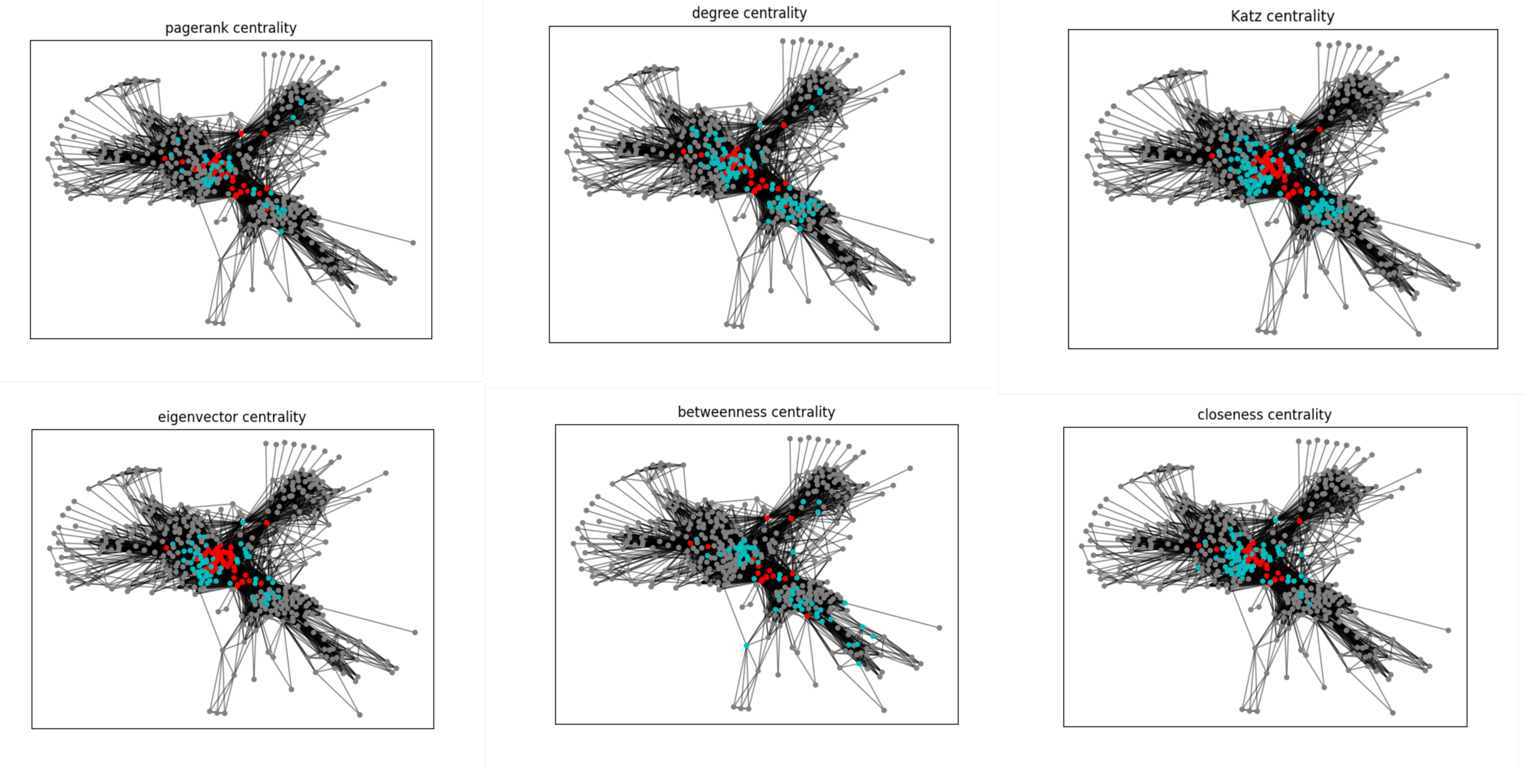 pagerank centrality
degree centrality
Katz centrality
eigenvector centrality
betweenness centrality
closeness centrality